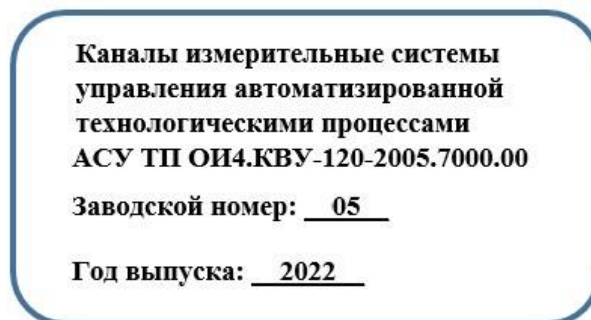 Каналы измерительные системы
управления автоматизированной
технологическими процессами
АСУ ТП ОИ4.КВУ-120-2005.7000.00
Заводской номер: 05
Год выпуска: 2022